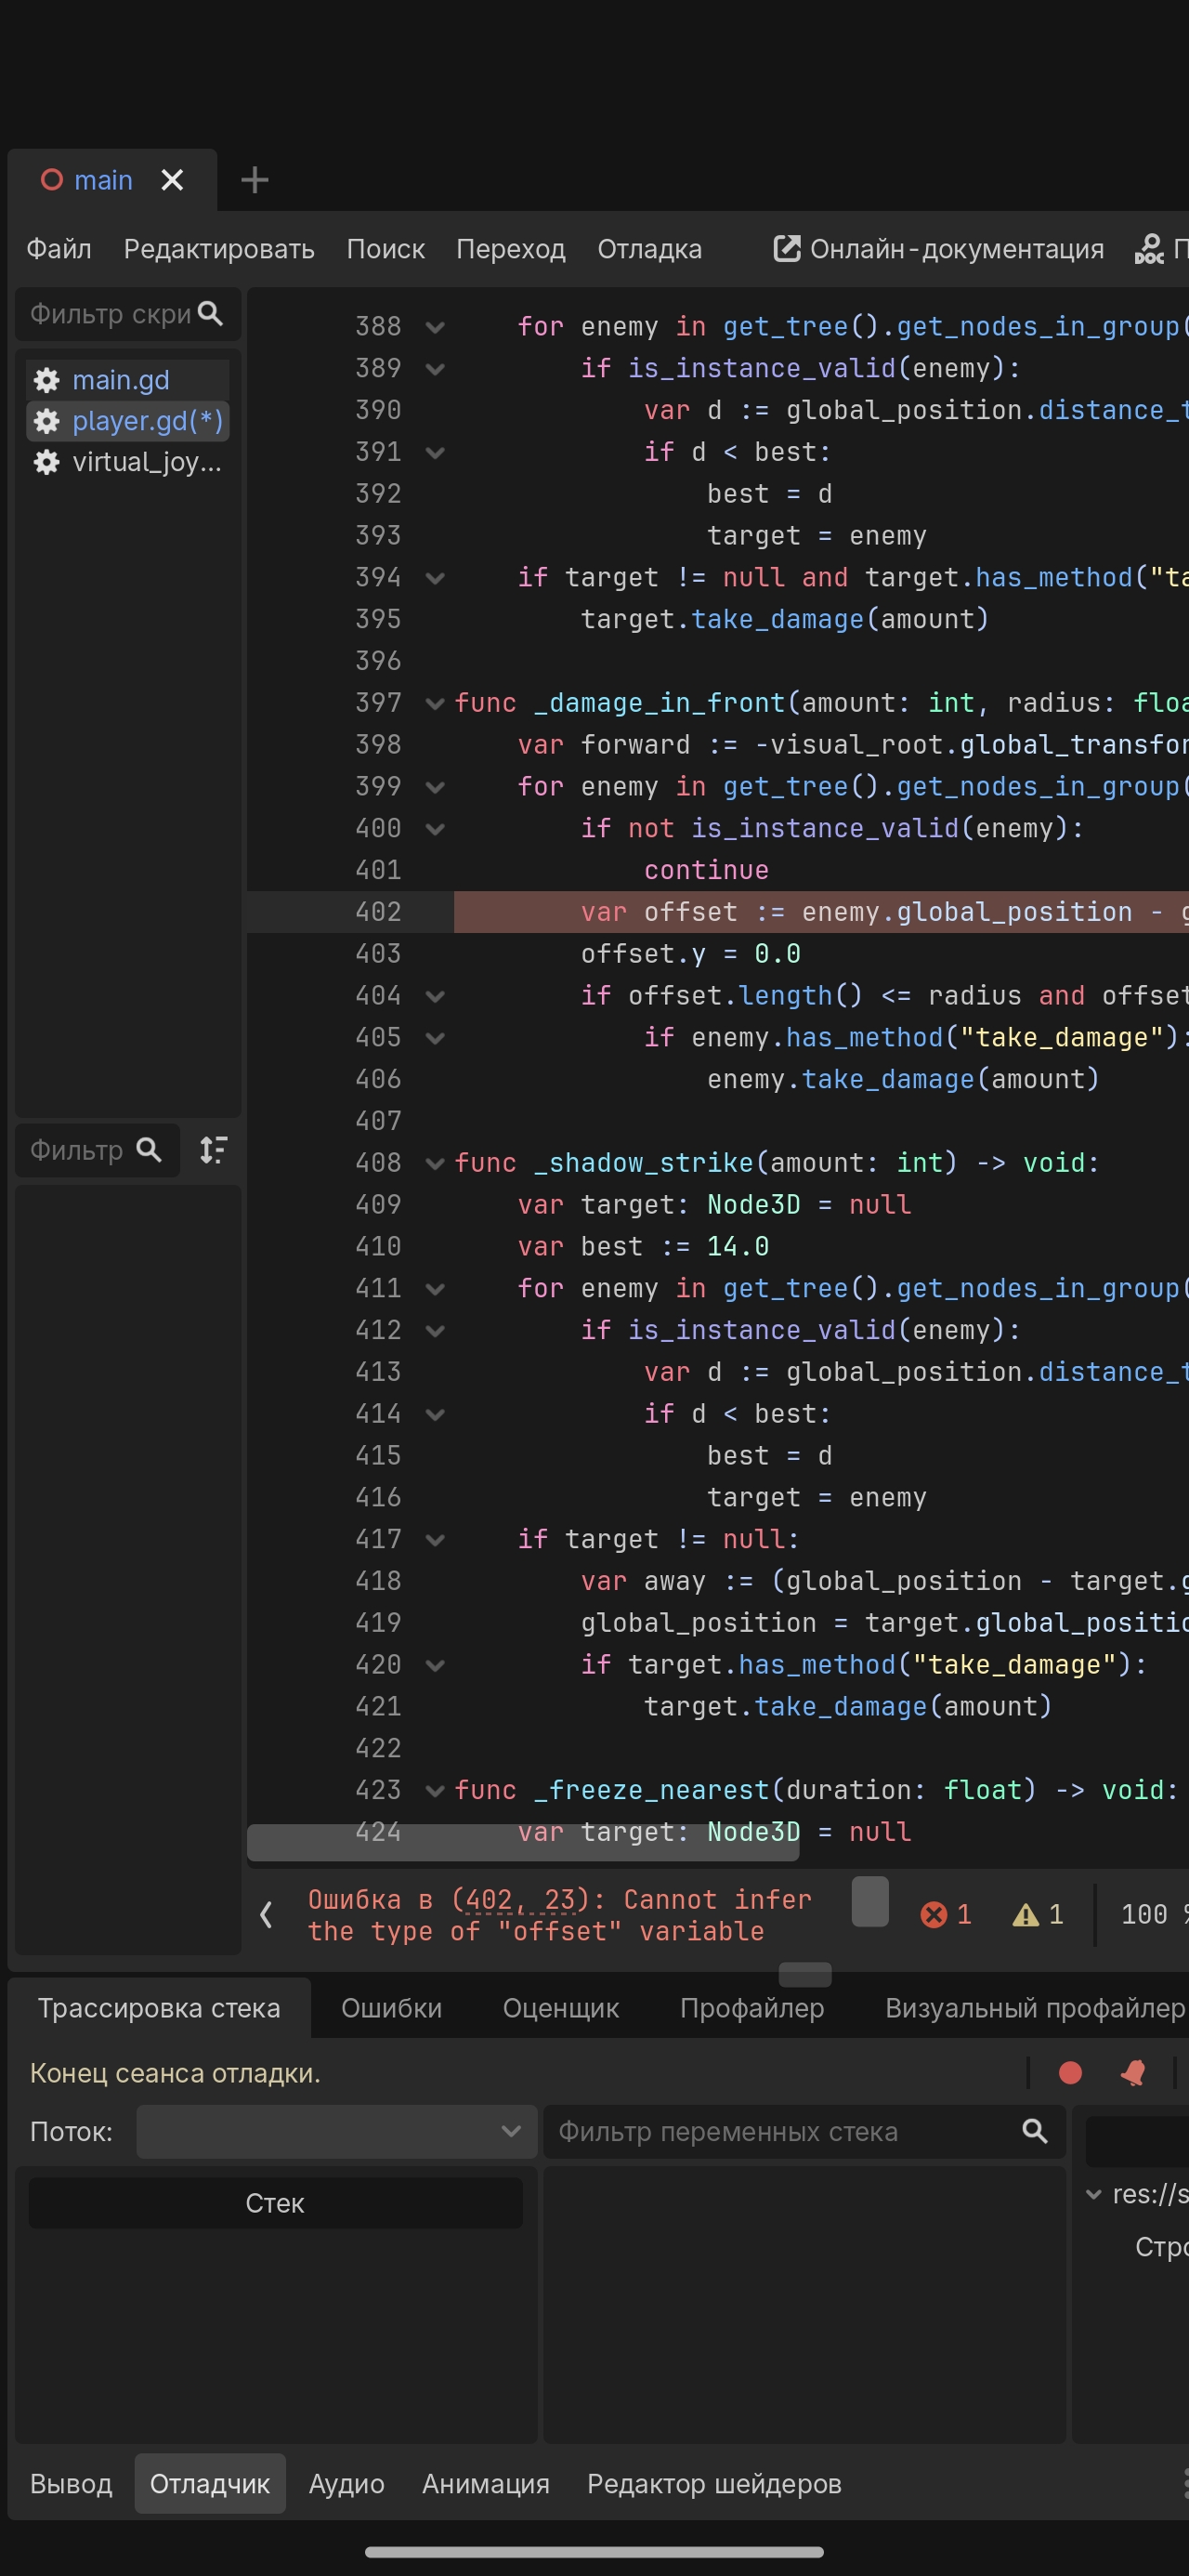 main
Файл Редактировать Поиск Переход Отладка Онлайн-документация
Фильтр скри
main.gd
player.gd(*)
virtual_joy...
Фильтр
388 for enemy in get_tree().get_nodes_in_group(
389 if is_instance_valid(enemy):
390 var d := global_position.distance_t
391 if d < best:
392 best = d
393 target = enemy
394 if target != null and target.has_method("ta
395 target.take_damage(amount)
396
397 func _damage_in_front(amount: int, radius: floa
398 var forward := -visual_root.global_transfor
399 for enemy in get_tree().get_nodes_in_group(
400 if not is_instance_valid(enemy):
401 continue
402 var offset := enemy.global_position - g
403 offset.y = 0.0
404 if offset.length() <= radius and offset
405 if enemy.has_method("take_damage"):
406 enemy.take_damage(amount)
407
408 func _shadow_strike(amount: int) -> void:
409 var target: Node3D = null
410 var best := 14.0
411 for enemy in get_tree().get_nodes_in_group(
412 if is_instance_valid(enemy):
413 var d := global_position.distance_t
414 if d < best:
415 best = d
416 target = enemy
417 if target != null:
418 var away := (global_position - target.g
419 global_position = target.global_positio
420 if target.has_method("take_damage"):
421 target.take_damage(amount)
422
423 func _freeze_nearest(duration: float) -> void:
424 var target: Node3D = null
Ошибка в (402, 23): Cannot infer
the type of "offset" variable
1 1 100 %
Трассировка стека Ошибки Оценщик Профайлер Визуальный профайлер
Конец сеанса отладки.
Поток: Фильтр переменных стека
Стек
res://s
Стро
Вывод Отладчик Аудио Анимация Редактор шейдеров